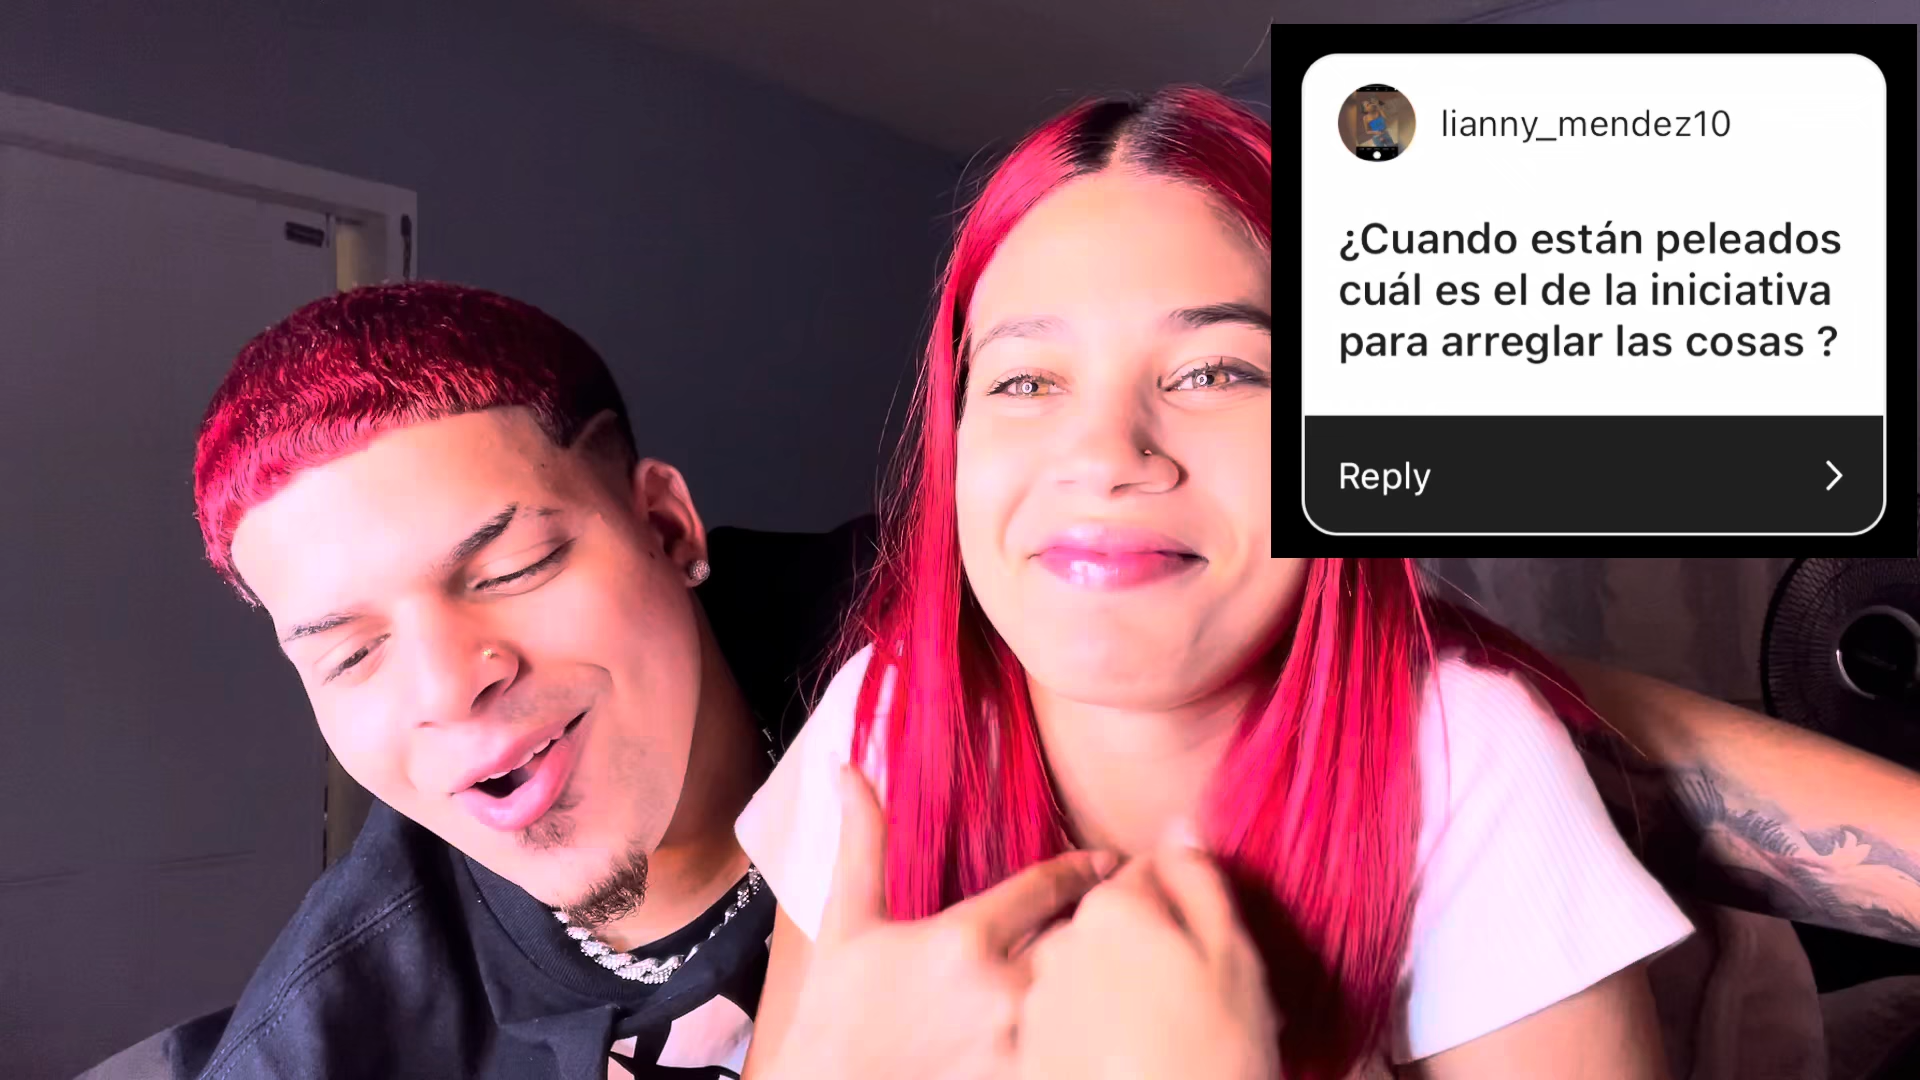 lianny_mendez10
¿Cuando están peleados
cuál es el de la iniciativa
para arreglar las cosas ?
Reply